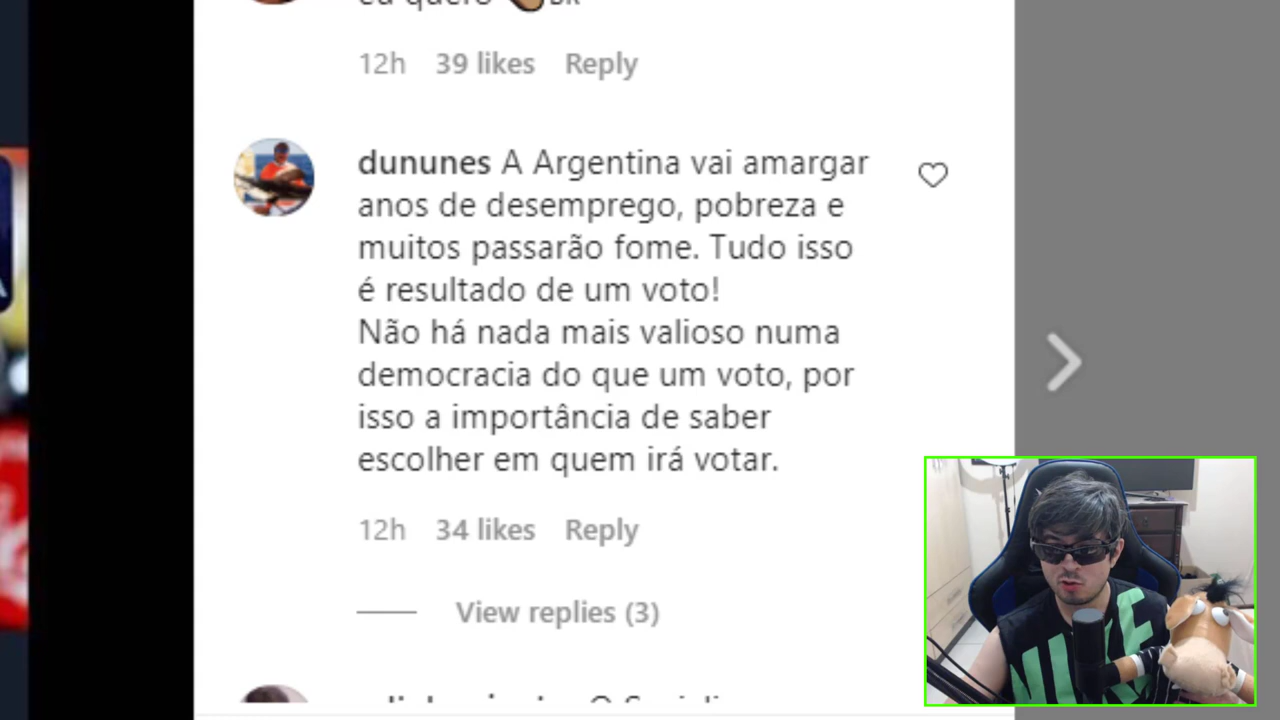 eu quero
12h 39 likes Reply
dununes A Argentina vai amargar
anos de desemprego, pobreza e
muitos passarão fome. Tudo isso
é resultado de um voto!
Não há nada mais valioso numa
democracia do que um voto, por
isso a importância de saber
escolher em quem irá votar.
12h 34 likes Reply
View replies (3)